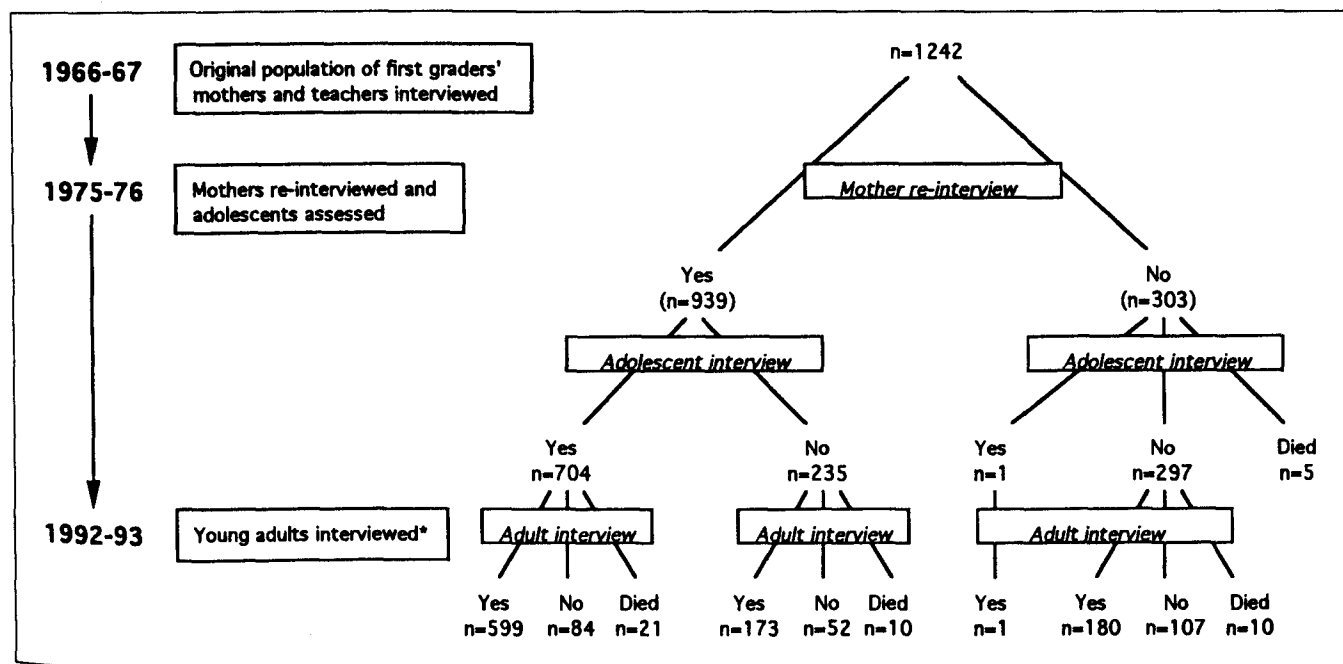 1966-67
Original population of first graders'
mothers and teachers interviewed
n=1242
1975-76
Mothers re-interviewed and
adolescents assessed
Mother re-interview
Yes
(n=939)
No
(n=303)
Adolescent interview
Adolescent interview
Yes
n=704
No
n=235
Yes
n=1
No
n=297
Died
n=5
1992-93
Young adults interviewed*
Adult interview
Adult interview
Adult interview
Yes
n=599
No
n=84
Died
n=21
Yes
n=173
No
n=52
Died
n=10
Yes
n=1
Yes
n=180
No
n=107
Died
n=10